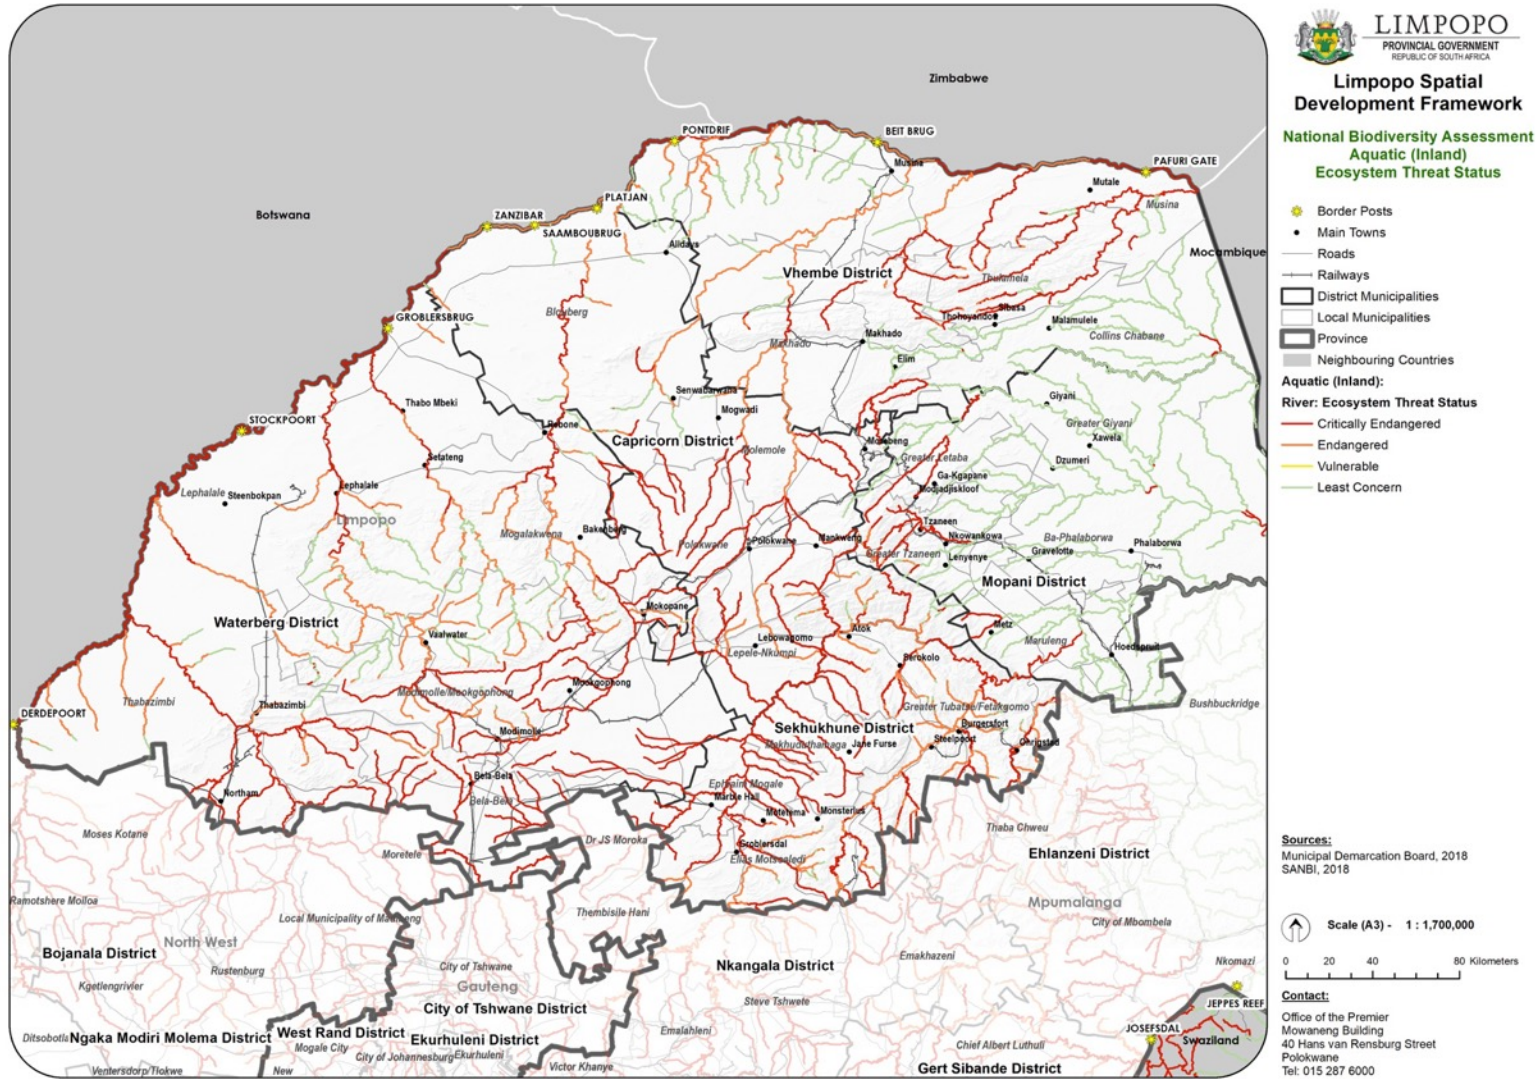 Zimbabwe
Botswana
Mocambique
Swaziland
PONTDRIF
BEIT BRUG
PAFURI GATE
PLATJAN
ZANZIBAR
SAAMBOUBRUG
GROBLERSBRUG
STOCKPOORT
DERDEPOORT
JEPPES REEF
JOSEFSDAL
Musina
Mutale
Musina
Alldays
Vhembe District
Thulamela
Blouberg
Thohoyandou
Sibasa
Malamulele
Collins Chabane
Makhado
Makhado
Elim
Senwabarwana
Mogwadi
Thabo Mbeki
Rebone
Capricorn District
Molemole
Giyani
Greater Giyani
Xawela
Dzumeri
Greater Letaba
Ga-Kgapane
Modjadjiskloof
Setateng
Lephalale
Lephalale
Steenbokpan
Limpopo
Mogalakwena
Bakenberg
Polokwane
Polokwane
Mankweng
Tzaneen
Nkowankowa
Lenyenye
Greater Tzaneen
Ba-Phalaborwa
Gravelotte
Phalaborwa
Mopani District
Waterberg District
Mokopane
Vaalwater
Lebowagomo
Lepele-Nkumpi
Atok
Metz
Maruleng
Hoedspruit
Serokolo
Mookgophong
Modimolle/Mookgophong
Thabazimbi
Thabazimbi
Modimolle
Greater Tubatse/Fetakgomo
Burgersfort
Steelpoort
Ohrigstad
Bushbuckridge
Sekhukhune District
Makhuduthamaga
Jane Furse
Bela-Bela
Bela-Bela
Northam
Ephraim Mogale
Marble Hall
Motetema
Monsterlus
Groblersdal
Elias Motsoaledi
Moses Kotane
Moretele
Dr JS Moroka
Thaba Chweu
Ehlanzeni District
Ramotshere Moiloa
Local Municipality of Madibeng
Thembisile Hani
Mpumalanga
City of Mbombela
Bojanala District
North West
Rustenburg
Kgetlengrivier
City of Tshwane
Gauteng
City of Tshwane District
Nkangala District
Steve Tshwete
Emakhazeni
Nkomazi
Ditsobotla
Ngaka Modiri Molema District
West Rand District
Mogale City
City of Johannesburg
Ekurhuleni District
Ekurhuleni
Emalahleni
Chief Albert Luthuli
Ventersdorp/Tlokwe
New
Victor Khanye
Gert Sibande District
LIMPOPO
PROVINCIAL GOVERNMENT
REPUBLIC OF SOUTH AFRICA
Limpopo Spatial
Development Framework
National Biodiversity Assessment
Aquatic (Inland)
Ecosystem Threat Status
Border Posts
Main Towns
Roads
Railways
District Municipalities
Local Municipalities
Province
Neighbouring Countries
Aquatic (Inland):
River: Ecosystem Threat Status
Critically Endangered
Endangered
Vulnerable
Least Concern
Sources:
Municipal Demarcation Board, 2018
SANBI, 2018
Scale (A3) - 1 : 1,700,000
0 20 40 80 Kilometers
Contact:
Office of the Premier
Mowaneng Building
40 Hans van Rensburg Street
Polokwane
Tel: 015 287 6000